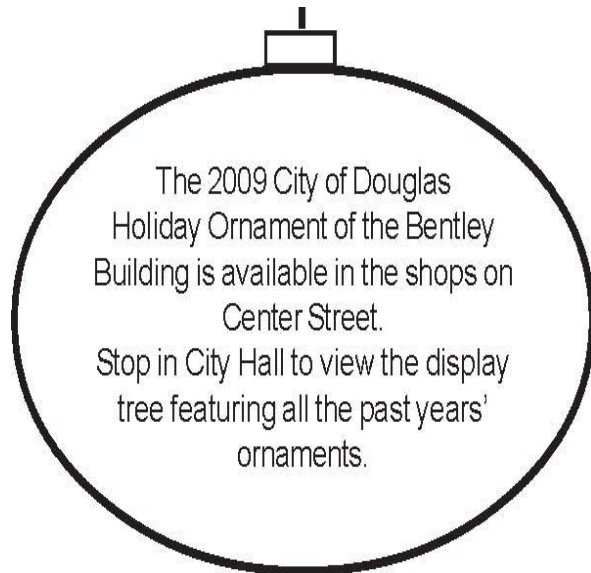 The 2009 City of Douglas
Holiday Ornament of the Bentley
Building is available in the shops on
Center Street.
Stop in City Hall to view the display
tree featuring all the past years'
ornaments.